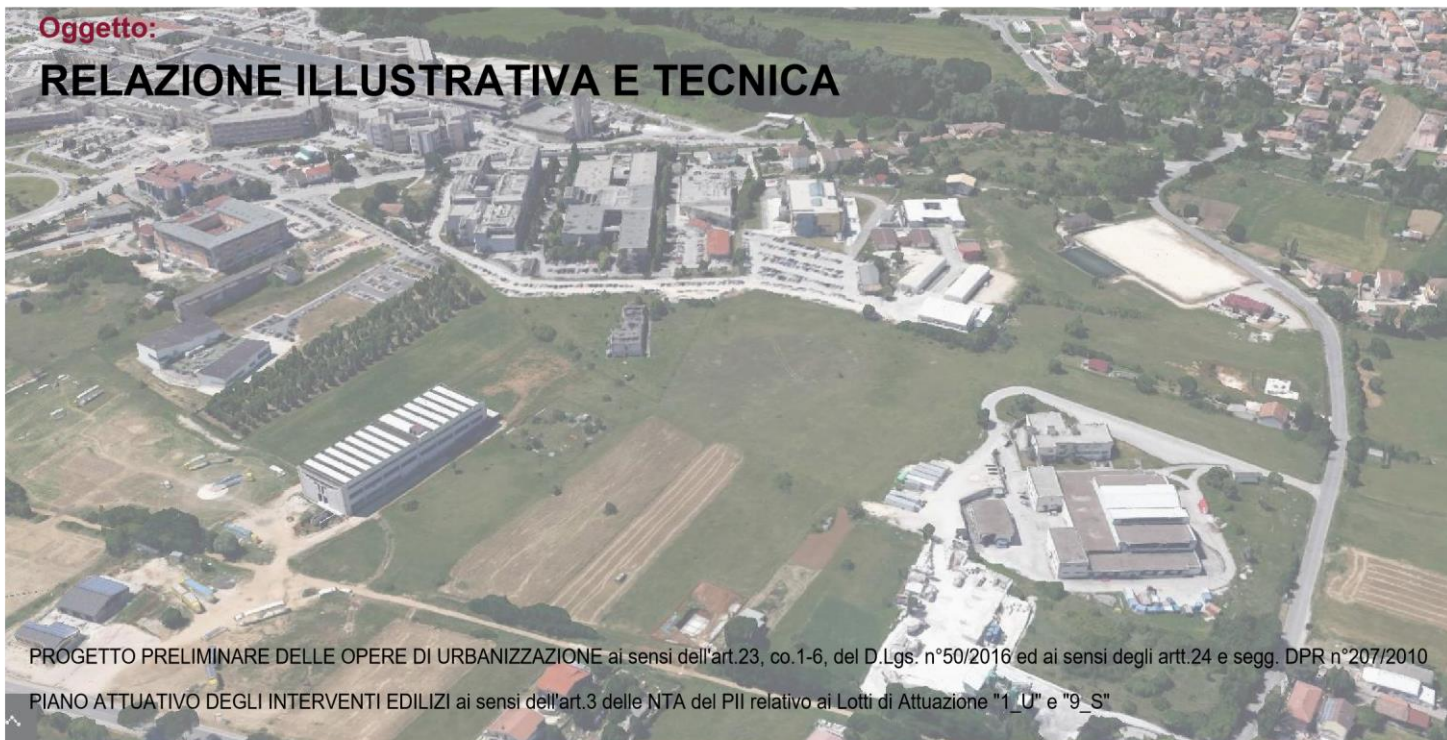 Oggetto:
RELAZIONE ILLUSTRATIVA E TECNICA
PROGETTO PRELIMINARE DELLE OPERE DI URBANIZZAZIONE ai sensi dell'art.23, co.1-6, del D.Lgs. n°50/2016 ed ai sensi degli artt.24 e segg. DPR n°207/2010
PIANO ATTUATIVO DEGLI INTERVENTI EDILIZI ai sensi dell'art.3 delle NTA del PII relativo ai Lotti di Attuazione "1_U" e "9_S"